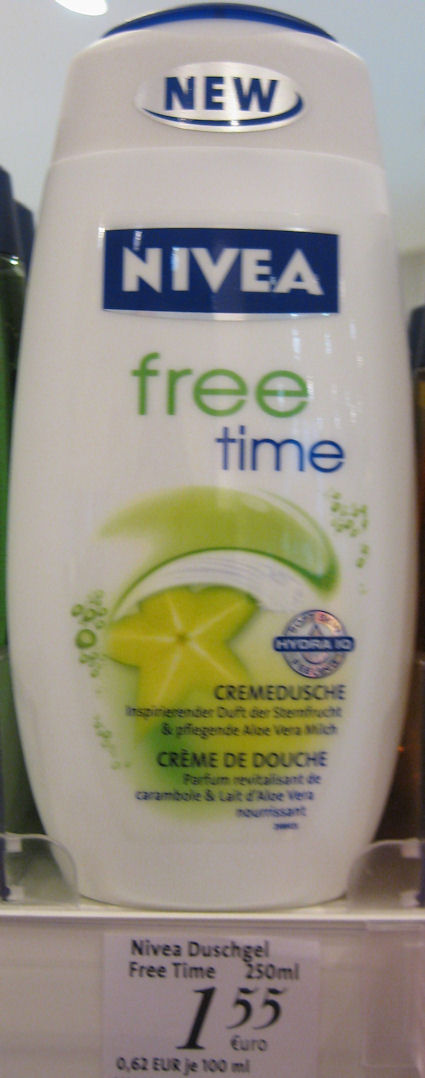 NEW
NIVEA
free
time
HYDRA IQ
CREMEDUSCHE
Inspirierender Duft der Sternfrucht
& pflegende Aloe Vera Milch
CRÈME DE DOUCHE
Parfum revitalisant de
carambole & Lait d'Aloe Vera
nourrissant
Nivea Duschgel
Free Time 250ml
1 55
€uro
0,62 EUR je 100 ml